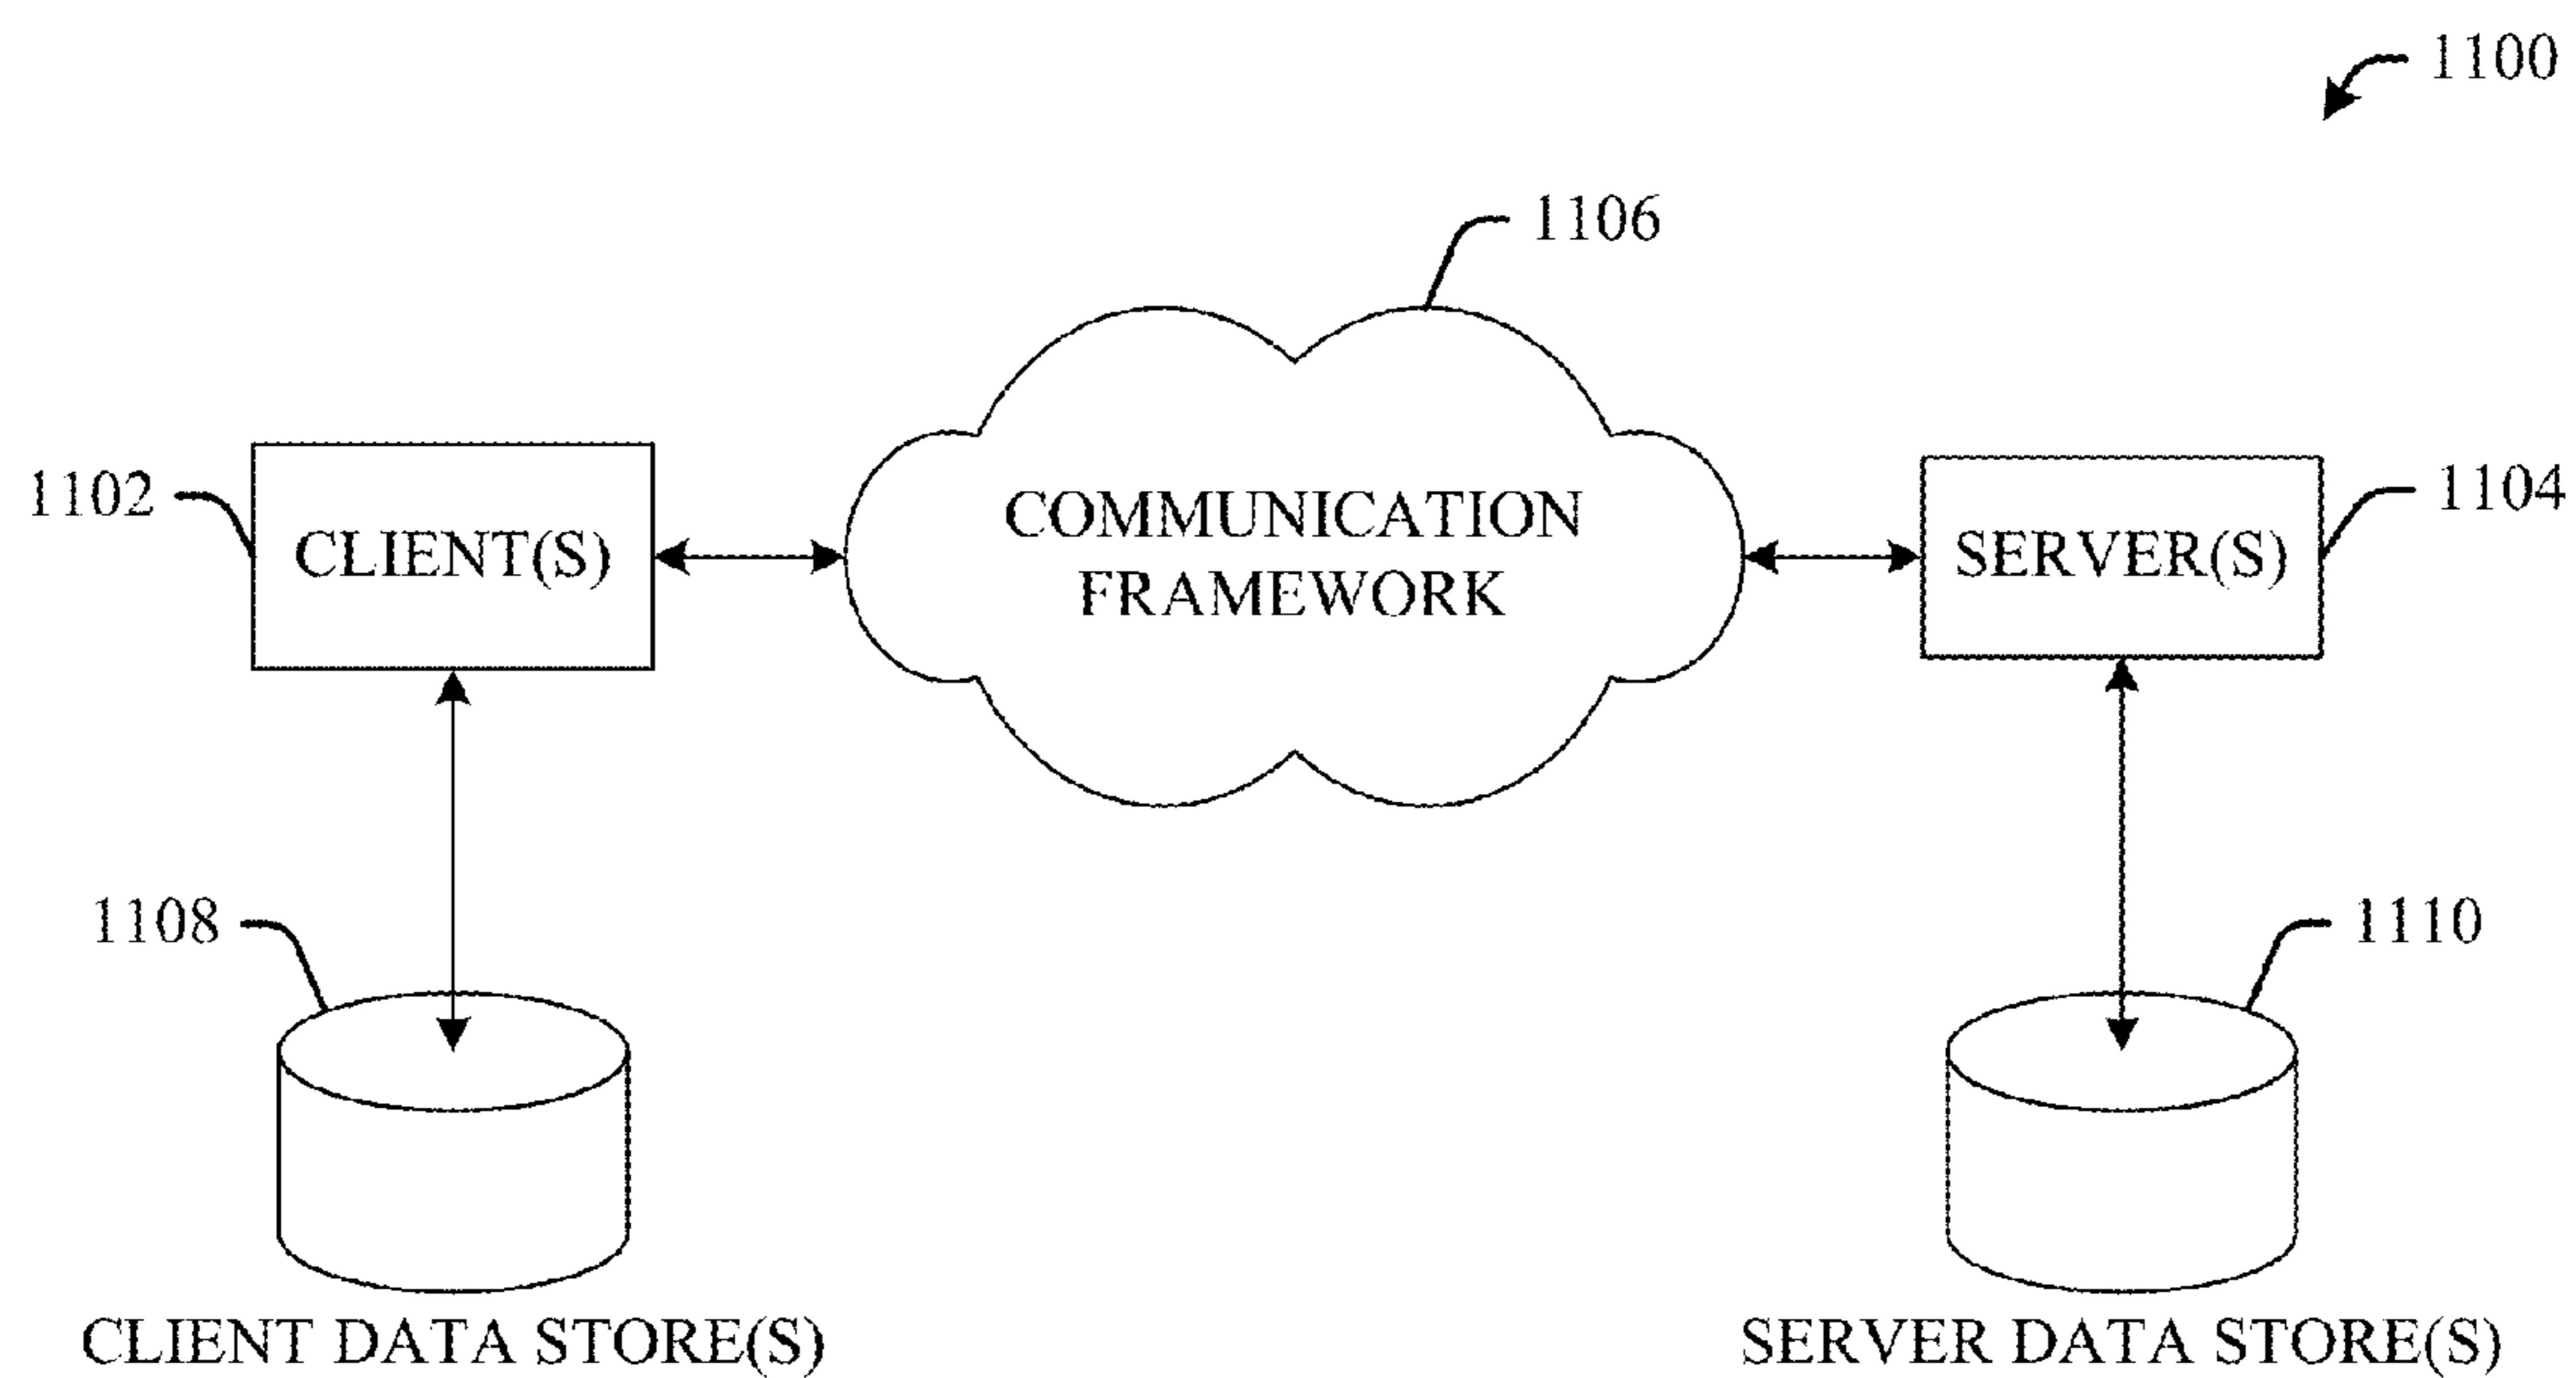 1100
1106
1102
CLIENT(S)
COMMUNICATION
FRAMEWORK
SERVER(S)
1104
1108
1110
CLIENT DATA STORE(S)
SERVER DATA STORE(S)